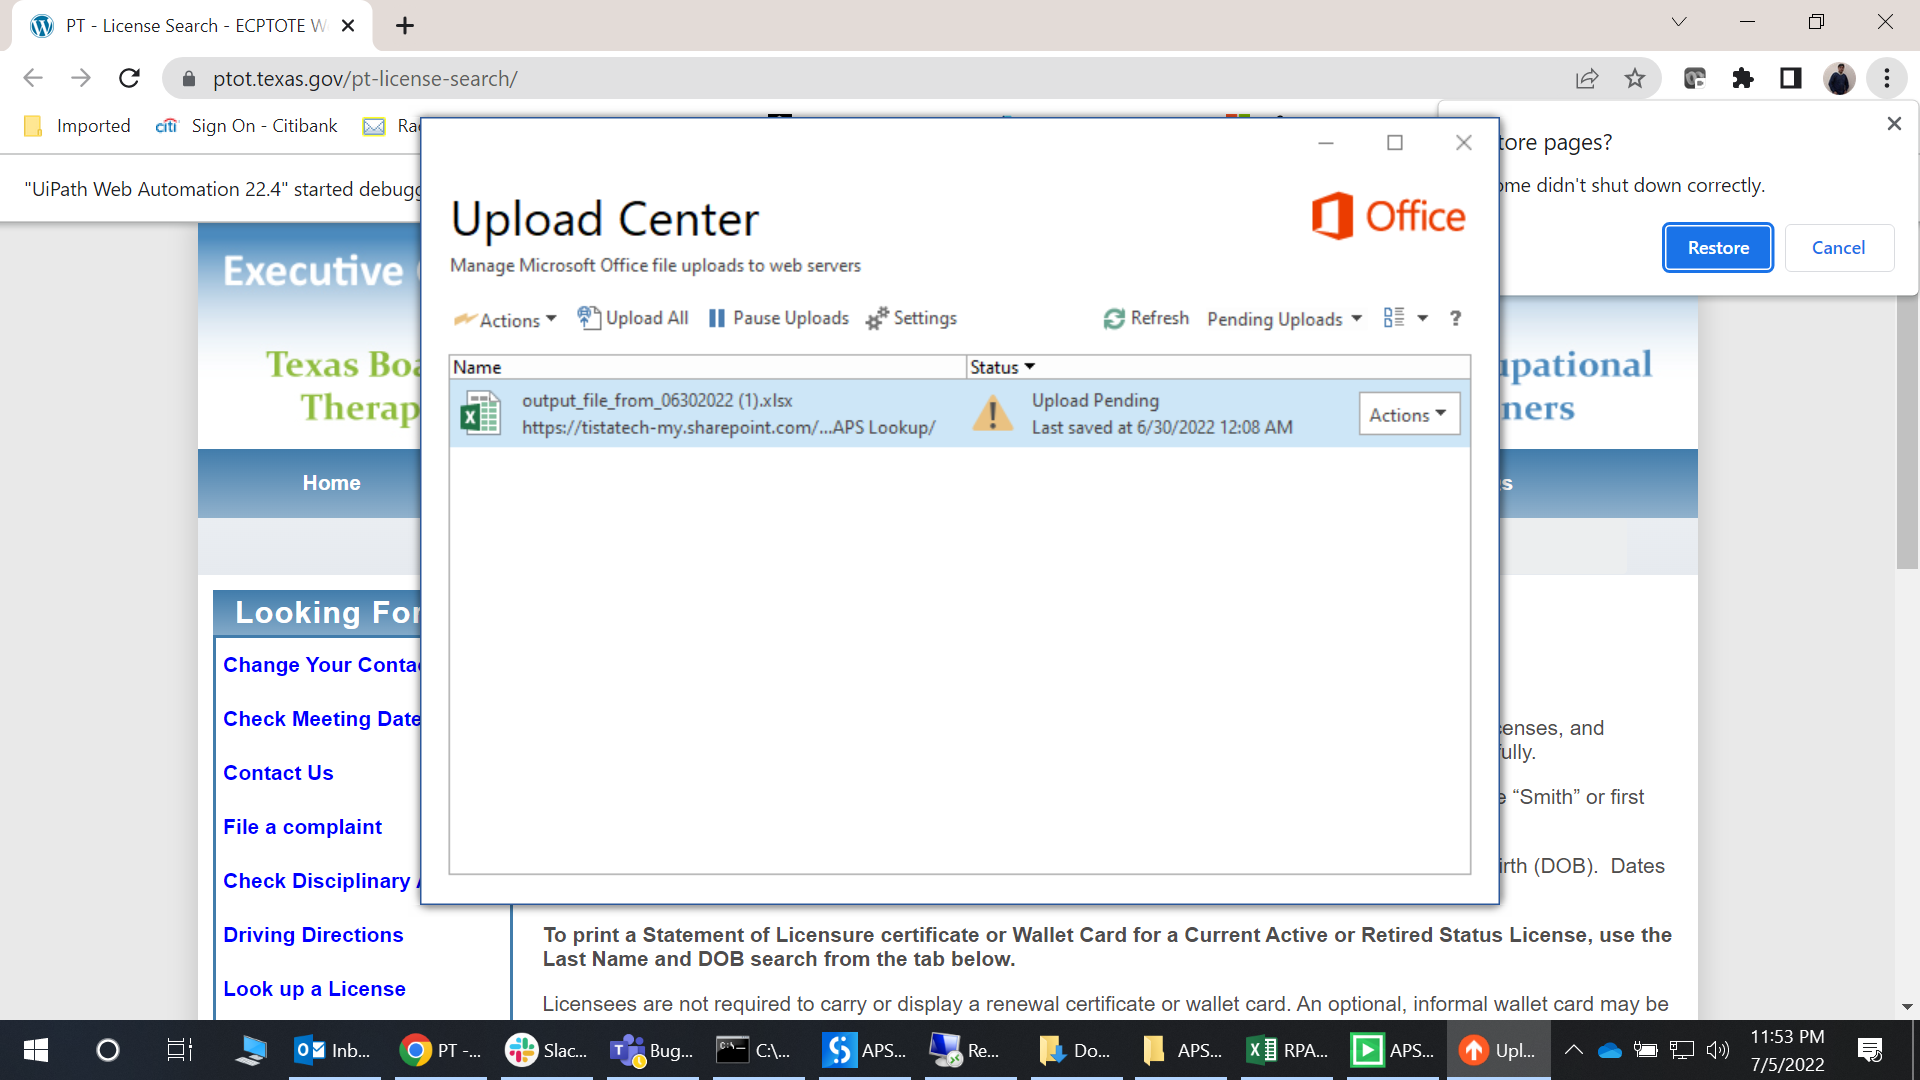 PT - License Search - ECPTOTE W
ptot.texas.gov/pt-license-search/
Imported
citi Sign On - Citibank
Ra
tore pages?
ome didn't shut down correctly.
Restore
Cancel
"UiPath Web Automation 22.4" started debugg
Upload Center
Office
Manage Microsoft Office file uploads to web servers
Actions
Upload All
Pause Uploads
Settings
Refresh
Pending Uploads
?
Name
Status
output_file_from_06302022 (1).xlsx
https://tistatech-my.sharepoint.com/...APS Lookup/
Upload Pending
Last saved at 6/30/2022 12:08 AM
Actions
Executive
Texas Boa
Therap
upational
ners
Home
s
Looking For
Change Your Conta
Check Meeting Date
Contact Us
File a complaint
Check Disciplinary A
Driving Directions
Look up a License
censes, and
fully.
e “Smith” or first
irth (DOB). Dates
To print a Statement of Licensure certificate or Wallet Card for a Current Active or Retired Status License, use the
Last Name and DOB search from the tab below.
Licensees are not required to carry or display a renewal certificate or wallet card. An optional, informal wallet card may be
Inb...
PT -...
Slac...
Bug...
C:\...
APS...
Re...
Do...
APS...
RPA...
APS...
Upl...
11:53 PM
7/5/2022